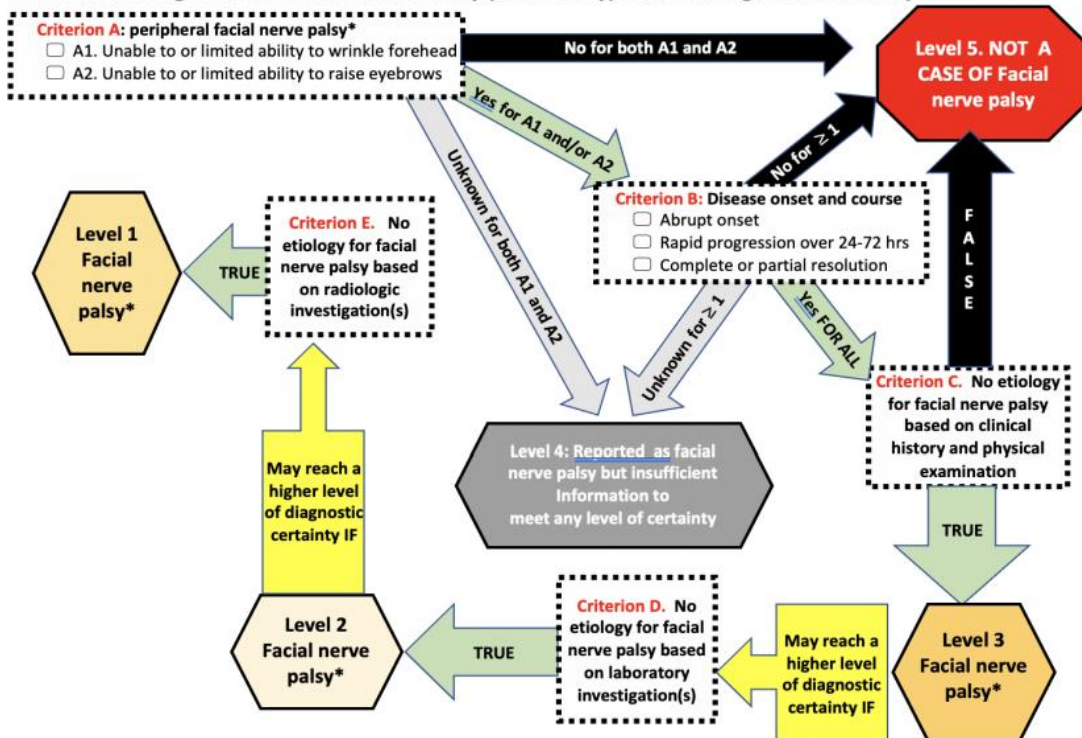 Criterion A: peripheral facial nerve palsy*
A1. Unable to or limited ability to wrinkle forehead
A2. Unable to or limited ability to raise eyebrows
No for both A1 and A2
Level 5. NOT A
CASE OF Facial
nerve palsy
Yes for A1 and/or A2
Unknown for both A1 and A2
No for ≥ 1
Criterion B: Disease onset and course
Abrupt onset
Rapid progression over 24-72 hrs
Complete or partial resolution
FALSE
Level 1
Facial
nerve
palsy*
TRUE
Criterion E. No
etiology for facial
nerve palsy based
on radiologic
investigation(s)
Unknown for ≥ 1
Yes FOR ALL
Criterion C. No etiology
for facial nerve palsy
based on clinical
history and physical
examination
Level 4: Reported as facial
nerve palsy but insufficient
Information to
meet any level of certainty
May reach a
higher level
of diagnostic
certainty IF
TRUE
Level 2
Facial nerve
palsy*
TRUE
Criterion D. No
etiology for facial
nerve palsy based
on laboratory
investigation(s)
May reach a
higher level
of diagnostic
certainty IF
Level 3
Facial nerve
palsy*